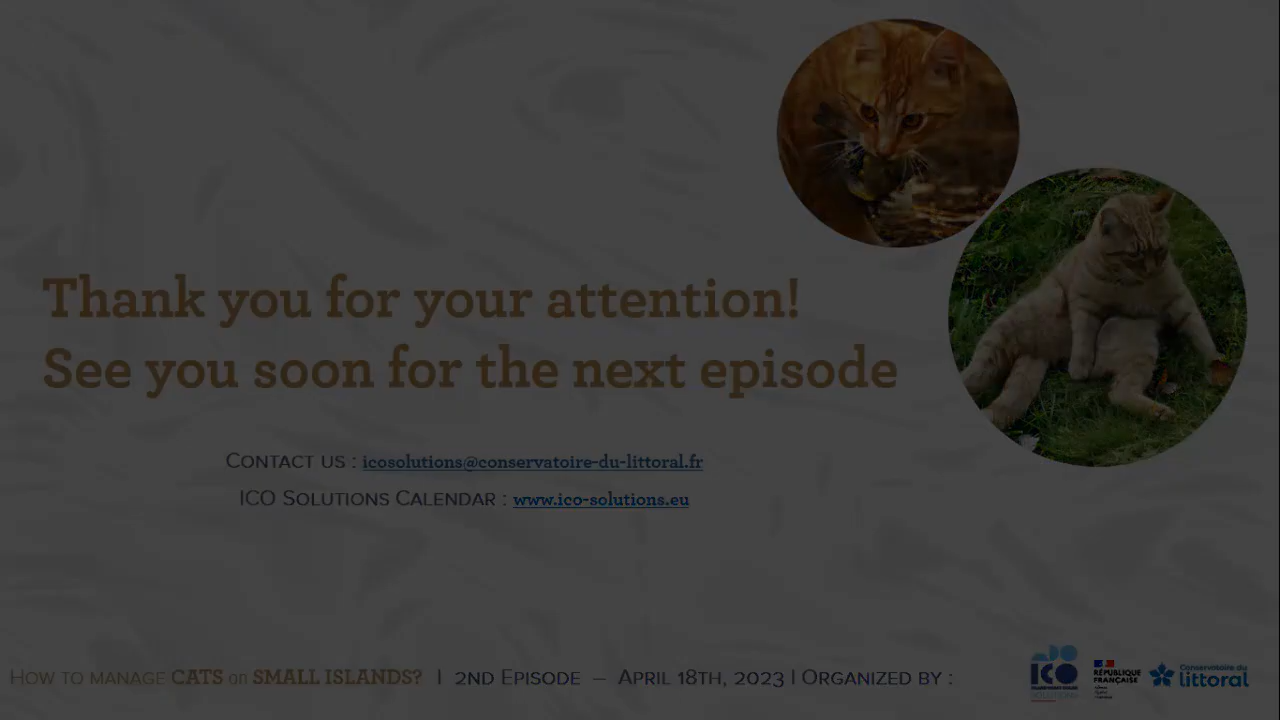 Thank you for your attention!
See you soon for the next episode
CONTACT US : icosolutions@conservatoire-du-littoral.fr
ICO SOLUTIONS CALENDAR : www.ico-solutions.eu
HOW TO MANAGE CATS on SMALL ISLANDS? | 2ND EPISODE – APRIL 18TH, 2023 | ORGANIZED BY :
ICO
SOLUTIONS
RÉPUBLIQUE
FRANÇAISE
Conservatoire du
littoral